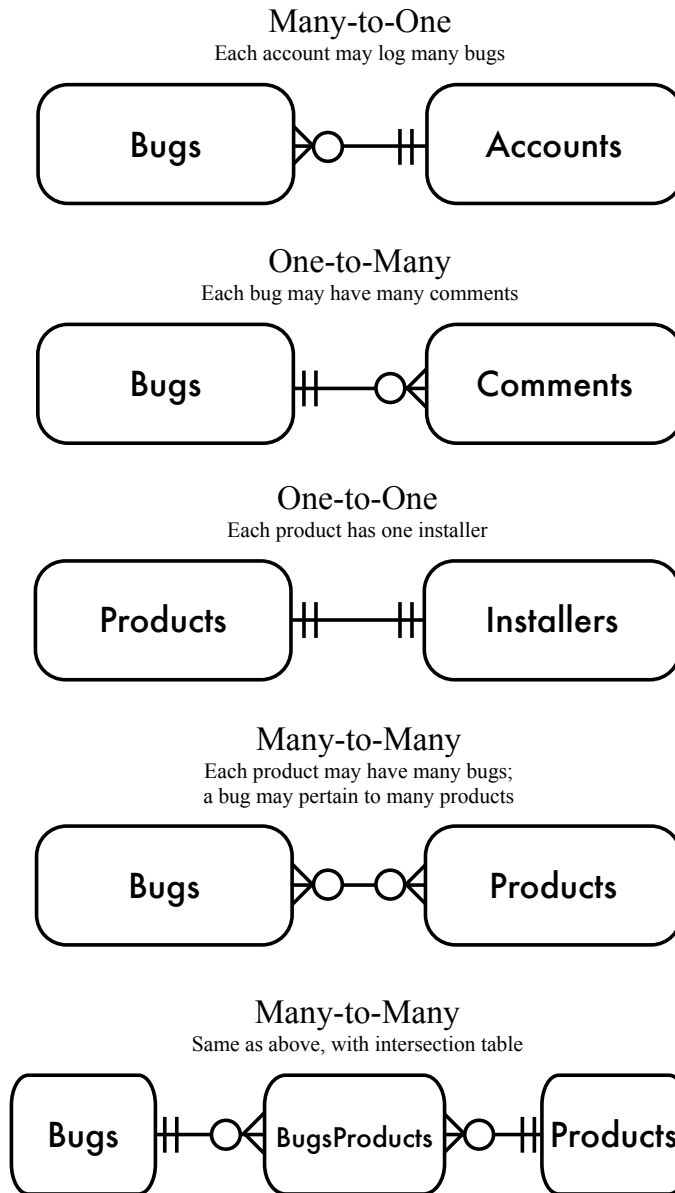 Many-to-One
Each account may log many bugs
Bugs
Accounts
One-to-Many
Each bug may have many comments
Bugs
Comments
One-to-One
Each product has one installer
Products
Installers
Many-to-Many
Each product may have many bugs;
a bug may pertain to many products
Bugs
Products
Many-to-Many
Same as above, with intersection table
Bugs
BugsProducts
Products